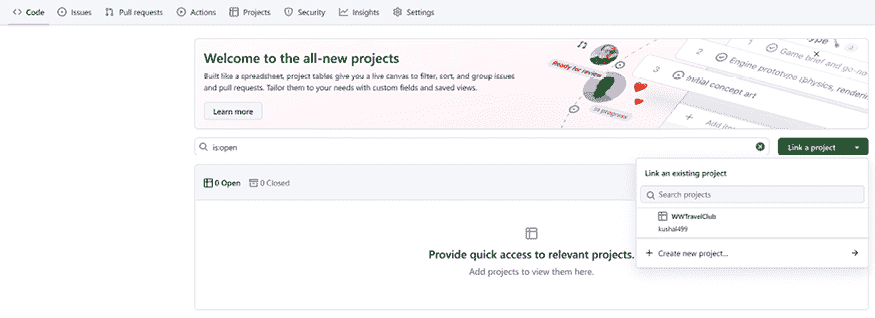 Code Issues Pull requests Actions Projects Security Insights Settings
Welcome to the all-new projects
Built like a spreadsheet, project tables give you a live canvas to filter, sort, and group issues
and pull requests. Tailor them to your needs with custom fields and saved views.
Learn more
Ready for review
In progress
2
1
Game brief and go-no
Engine prototype (physics, rendering
3
Initial concept art
Add item
is:open
Link a project
0 Open 0 Closed
Provide quick access to relevant projects.
Add projects to view them here.
Link an existing project
Search projects
WWTravelClub
kushal499
Create new project...